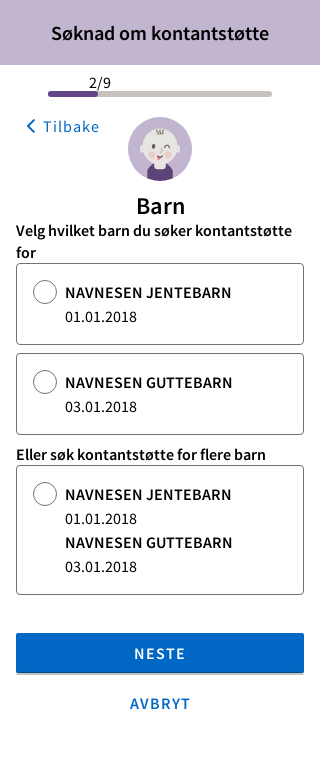 Søknad om kontantstøtte
2/9
Tilbake
Barn
Velg hvilket barn du søker kontantstøtte
for
NAVNESEN JENTEBARN
01.01.2018
NAVNESEN GUTTEBARN
03.01.2018
Eller søk kontantstøtte for flere barn
NAVNESEN JENTEBARN
01.01.2018
NAVNESEN GUTTEBARN
03.01.2018
NESTE
AVBRYT